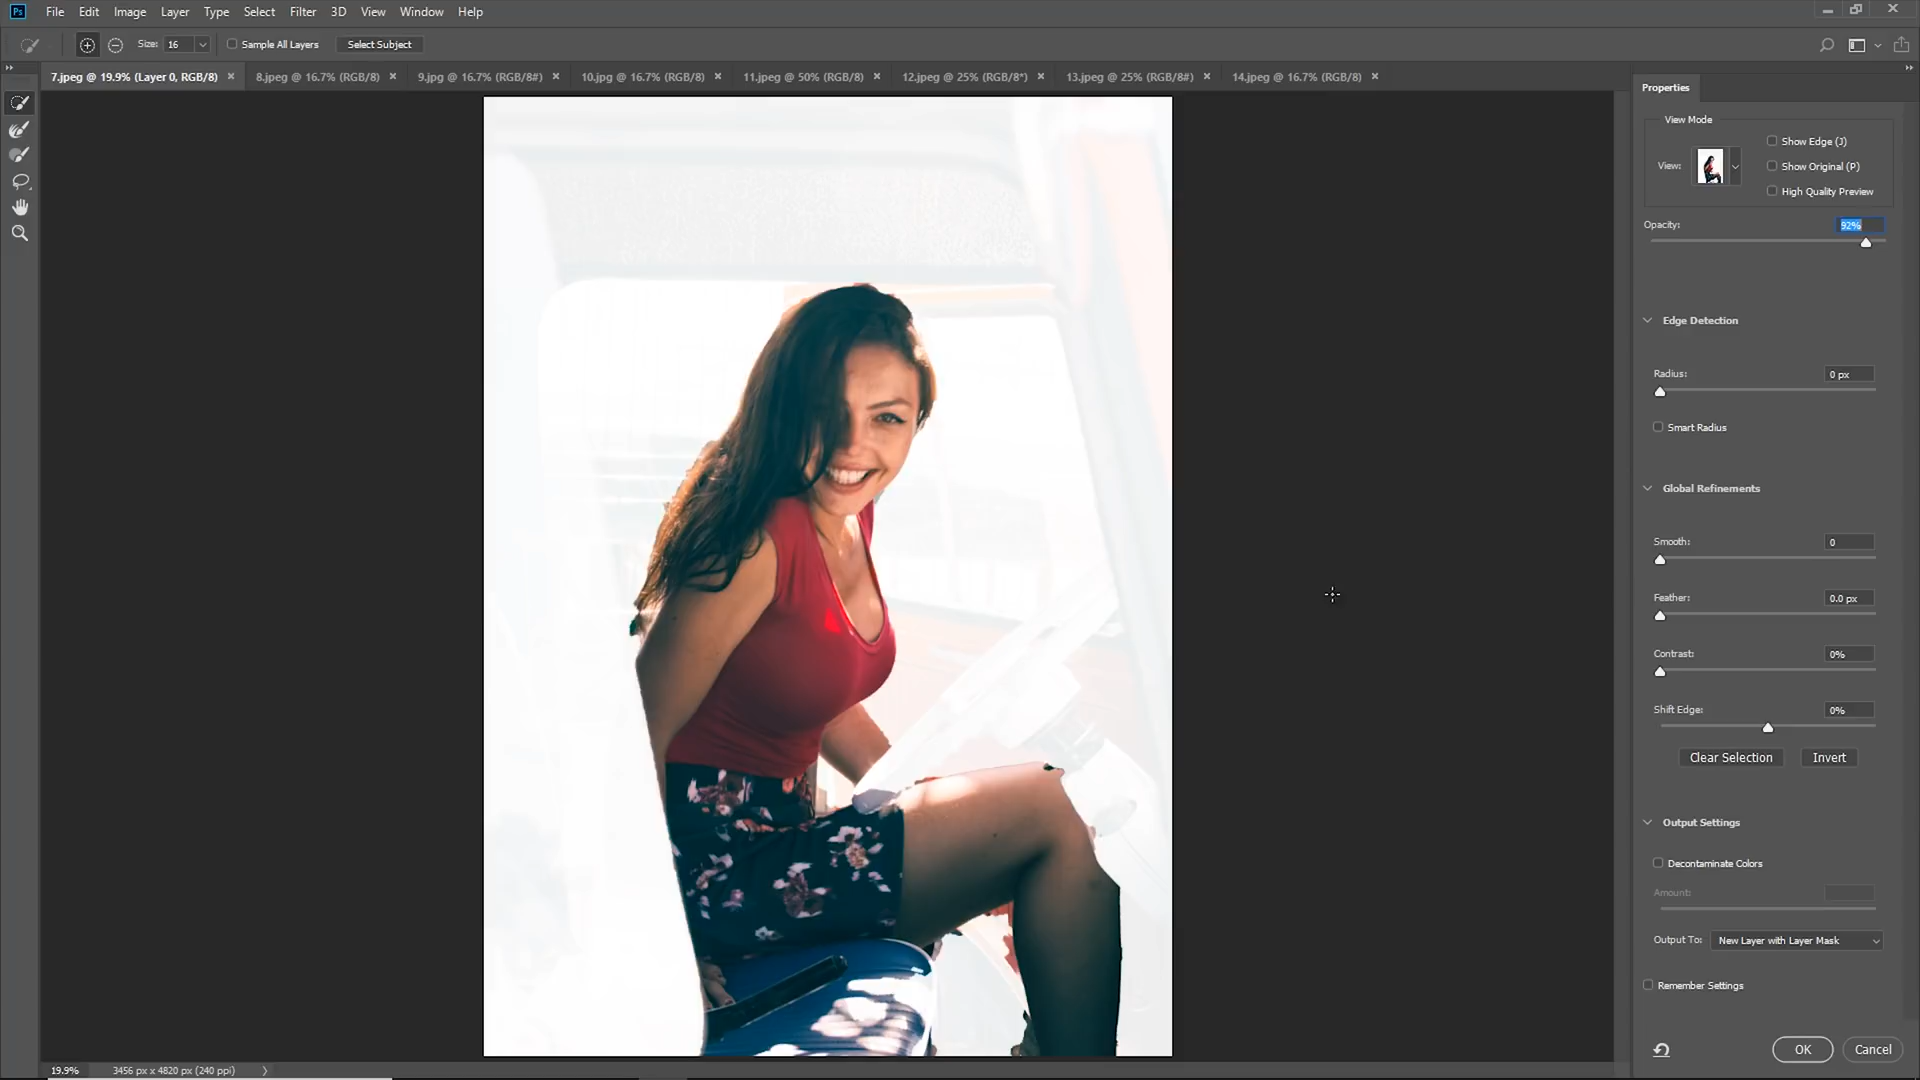 Ps File Edit Image Layer Type Select Filter 3D View Window Help
Size: 16 Sample All Layers Select Subject
7.jpeg @ 19.9% (Layer 0, RGB/8) × 8.jpeg @ 16.7% (RGB/8) × 9.jpg @ 16.7% (RGB/8#) × 10.jpg @ 16.7% (RGB/8) × 11.jpeg @ 50% (RGB/8) × 12.jpeg @ 25% (RGB/8*) × 13.jpeg @ 25% (RGB/8#) × 14.jpeg @ 16.7% (RGB/8) ×
Properties
View Mode
Show Edge (J)
View: Show Original (P)
High Quality Preview
Opacity: 92%
Edge Detection
Radius: 0 px
Smart Radius
Global Refinements
Smooth: 0
Feather: 0.0 px
Contrast: 0%
Shift Edge: 0%
Clear Selection Invert
Output Settings
Decontaminate Colors
Amount:
Output To: New Layer with Layer Mask
Remember Settings
OK Cancel
19.9% 3456 px x 4820 px (240 ppi)